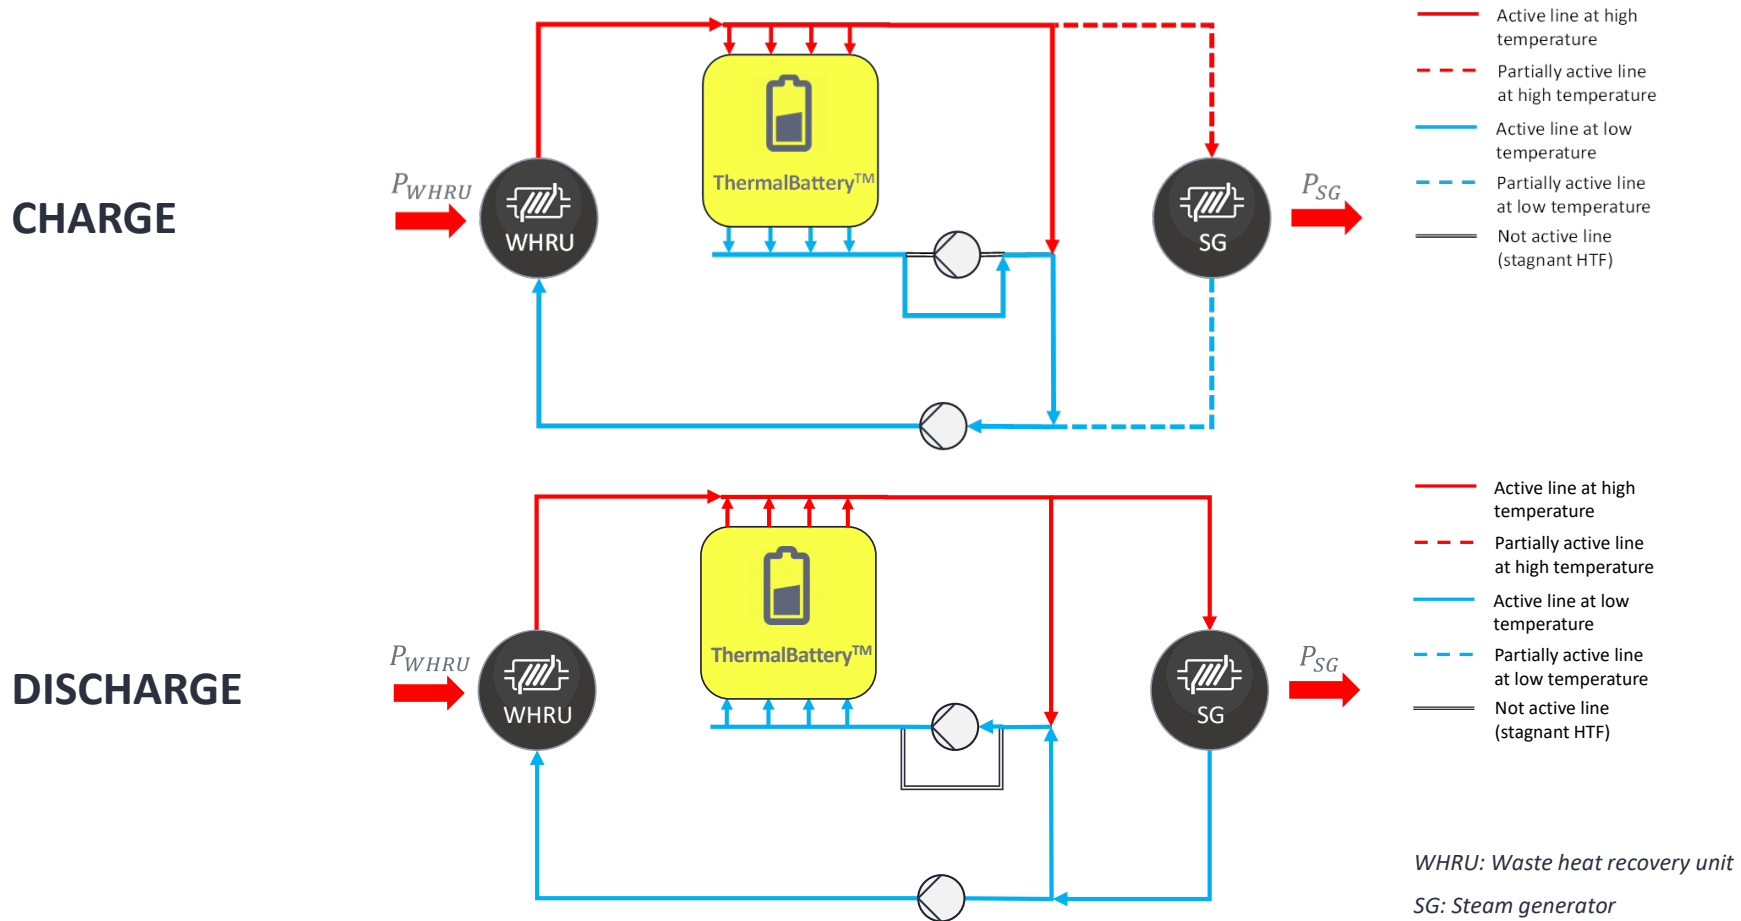 CHARGE
P_WHRU
WHRU
ThermalBattery™
SG
P_SG
Active line at high
temperature
Partially active line
at high temperature
Active line at low
temperature
Partially active line
at low temperature
Not active line
(stagnant HTF)
DISCHARGE
P_WHRU
WHRU
ThermalBattery™
SG
P_SG
Active line at high
temperature
Partially active line
at high temperature
Active line at low
temperature
Partially active line
at low temperature
Not active line
(stagnant HTF)
WHRU: Waste heat recovery unit
SG: Steam generator